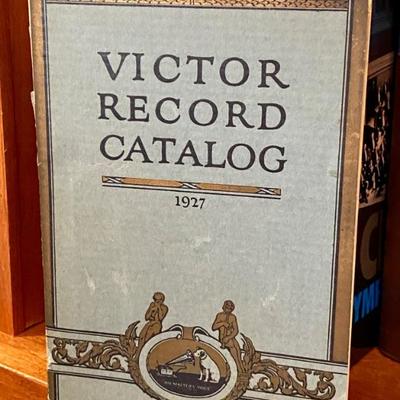 VICTOR
RECORD
CATALOG
1927
"HIS MASTER'S VOICE"